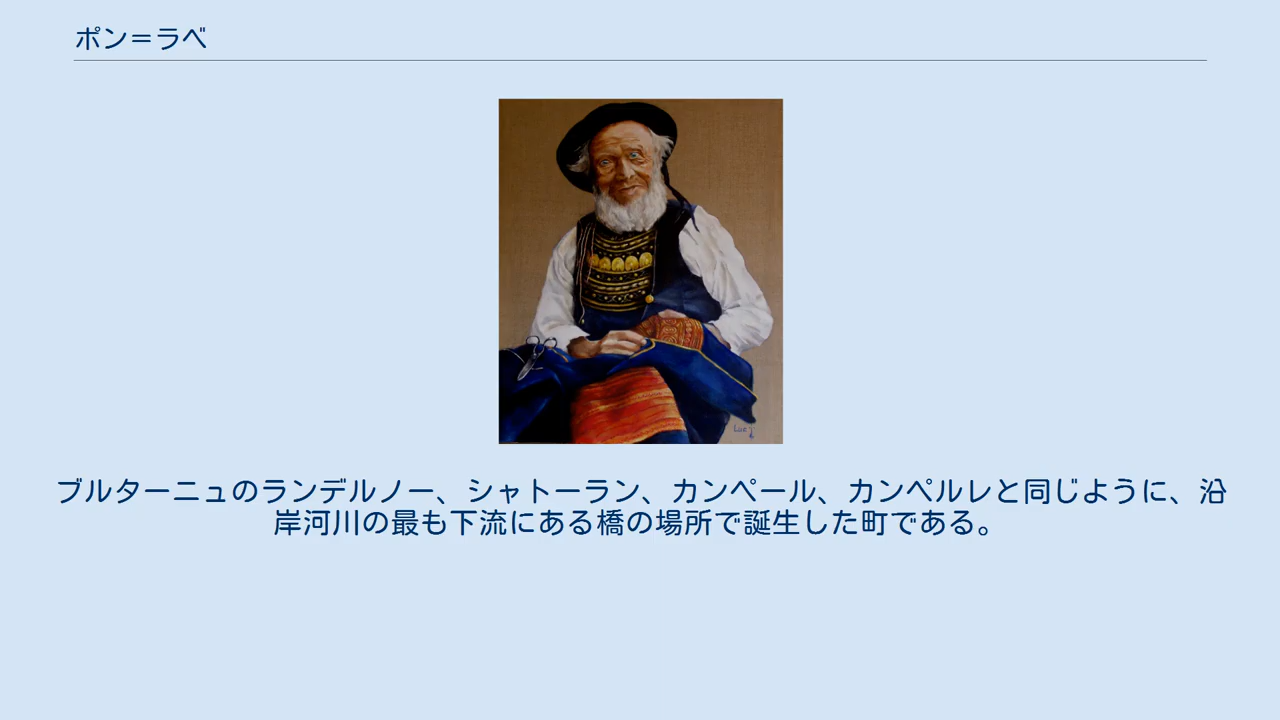 ポン＝ラベ
ブルターニュのランデルノー、シャトーラン、カンペール、カンペルレと同じように、沿
岸河川の最も下流にある橋の場所で誕生した町である。